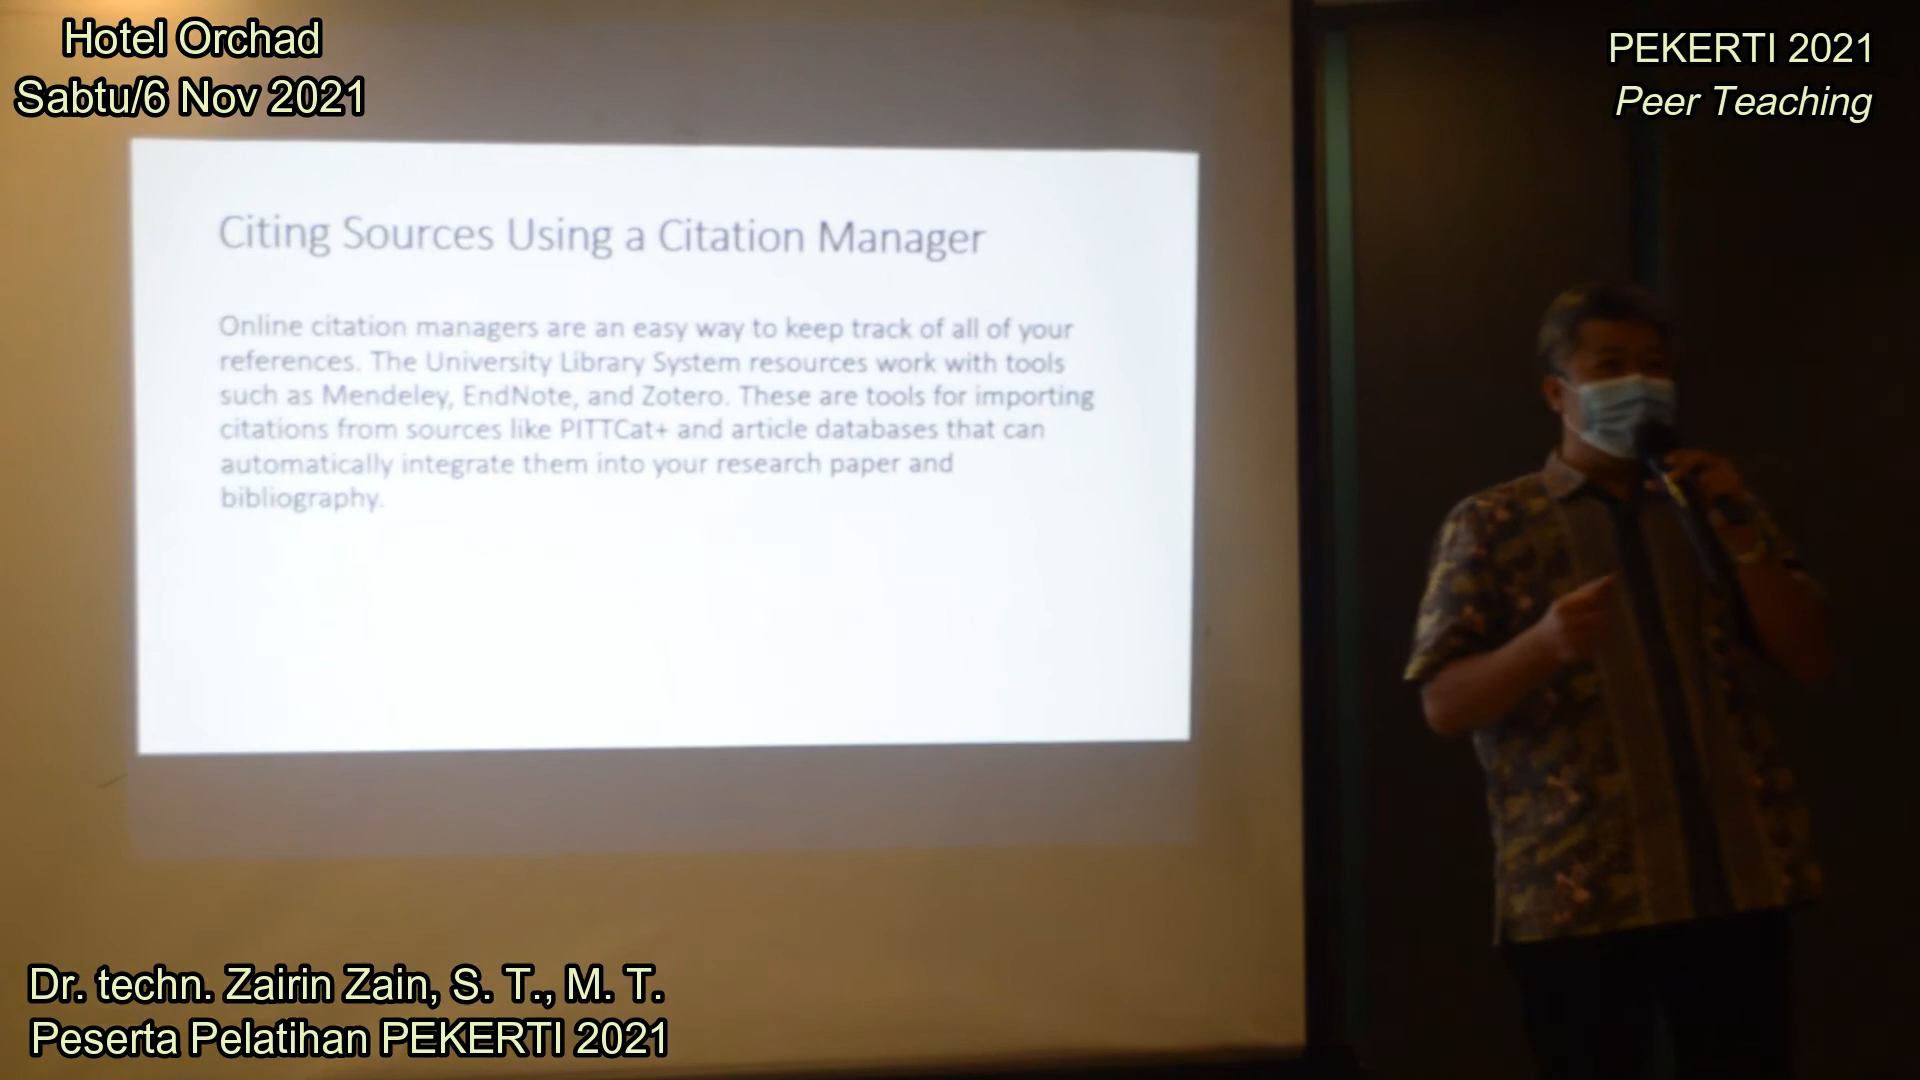 Hotel Orchad
Sabtu/6 Nov 2021
PEKERTI 2021
Peer Teaching
Citing Sources Using a Citation Manager
Online citation managers are an easy way to keep track of all of your
references. The University Library System resources work with tools
such as Mendeley, EndNote, and Zotero. These are tools for importing
citations from sources like PITTCat+ and article databases that can
automatically integrate them into your research paper and
bibliography.
Dr. techn. Zairin Zain, S. T., M. T.
Peserta Pelatihan PEKERTI 2021